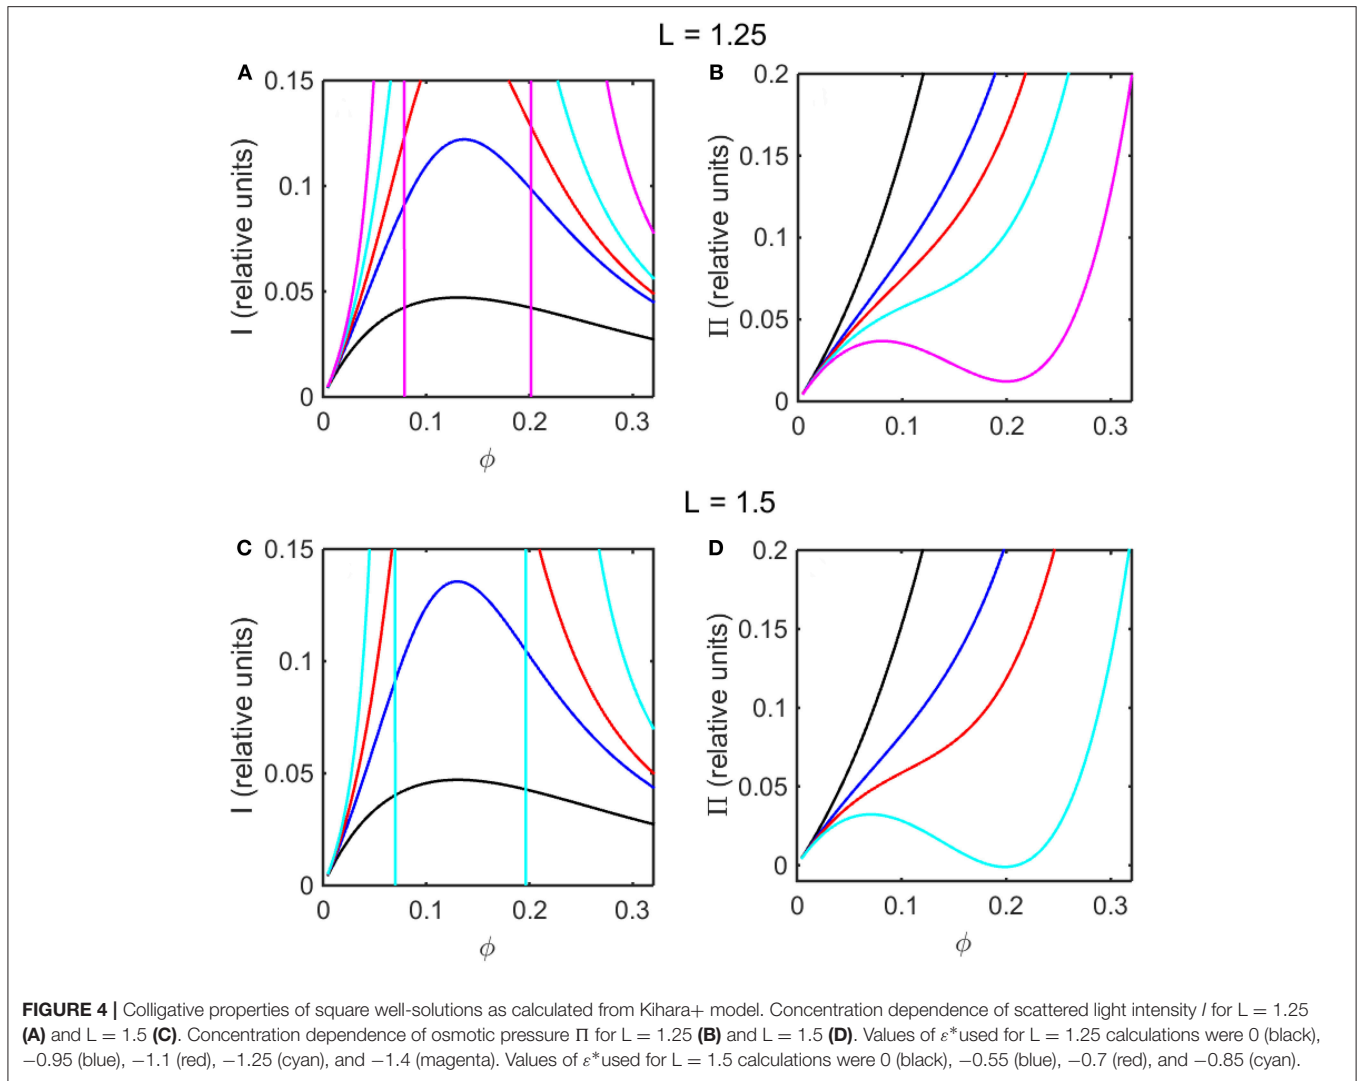 L = 1.25
A
B
0.15
0.1
0.05
0
I (relative units)
0
0.1
0.2
0.3
ϕ
0.2
0.15
0.1
0.05
0
Π (relative units)
0
0.1
0.2
0.3
L = 1.5
C
D
0.15
0.1
0.05
0
I (relative units)
0
0.1
0.2
0.3
ϕ
0.2
0.15
0.1
0.05
0
Π (relative units)
0
0.1
0.2
0.3
ϕ
FIGURE 4 | Colligative properties of square well-solutions as calculated from Kihara+ model. Concentration dependence of scattered light intensity I for L = 1.25
(A) and L = 1.5 (C). Concentration dependence of osmotic pressure Π for L = 1.25 (B) and L = 1.5 (D). Values of ε*used for L = 1.25 calculations were 0 (black),
−0.95 (blue), −1.1 (red), −1.25 (cyan), and −1.4 (magenta). Values of ε*used for L = 1.5 calculations were 0 (black), −0.55 (blue), −0.7 (red), and −0.85 (cyan).